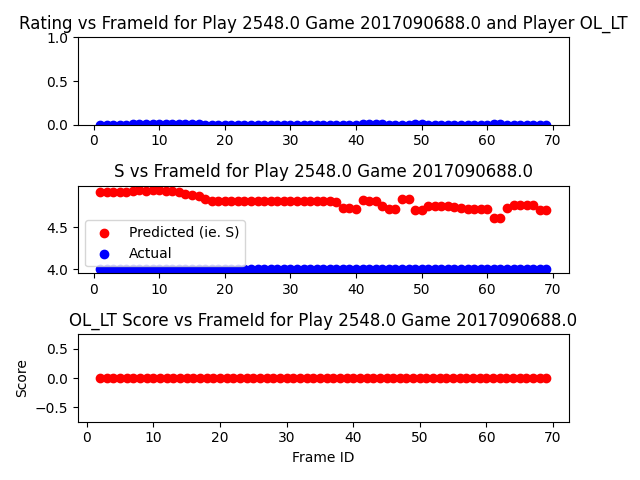 Rating vs FrameId for Play 2548.0 Game 2017090688.0 and Player OL_LT
1.0
0.5
0.0
0 10 20 30 40 50 60 70
S vs FrameId for Play 2548.0 Game 2017090688.0
4.5
4.0
Predicted (ie. S)
Actual
0 10 20 30 40 50 60 70
OL_LT Score vs FrameId for Play 2548.0 Game 2017090688.0
Score
0.5
0.0
−0.5
0 10 20 30 40 50 60 70
Frame ID